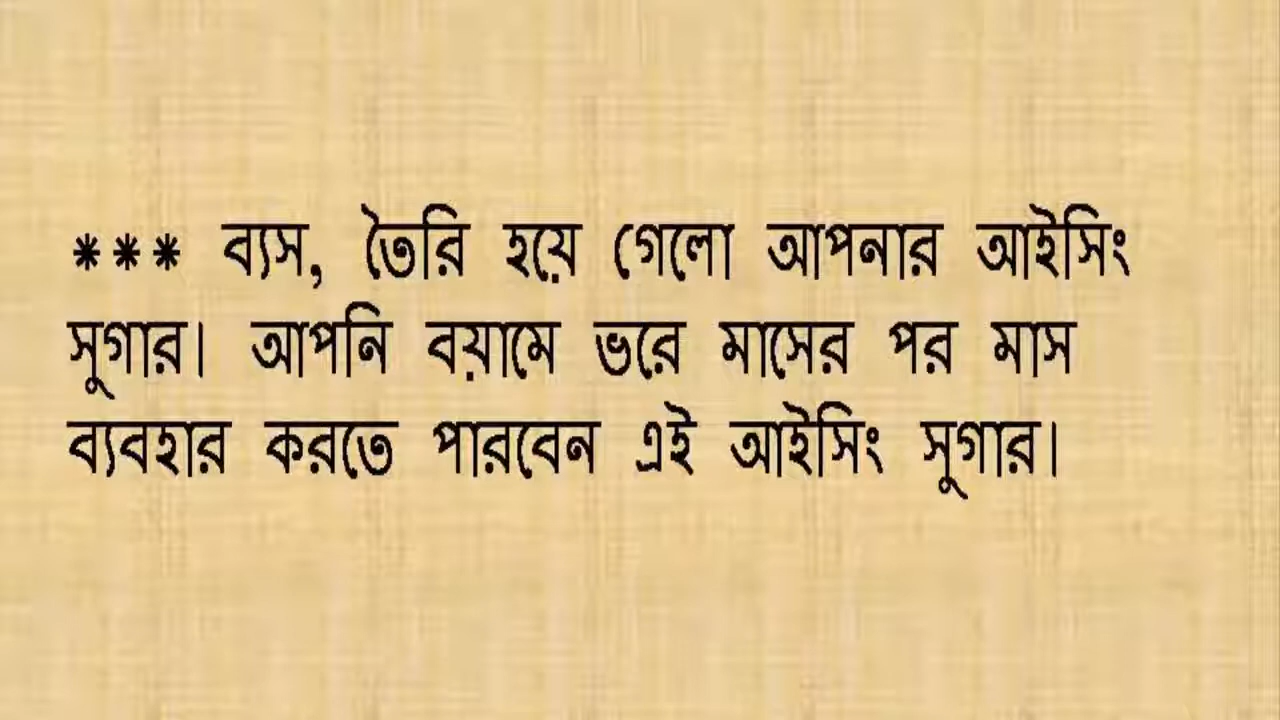 *** ব্যস, তৈরি হয়ে গেলো আপনার আইসিং
সুগার। আপনি বয়ামে ভরে মাসের পর মাস
ব্যবহার করতে পারবেন এই আইসিং সুগার।